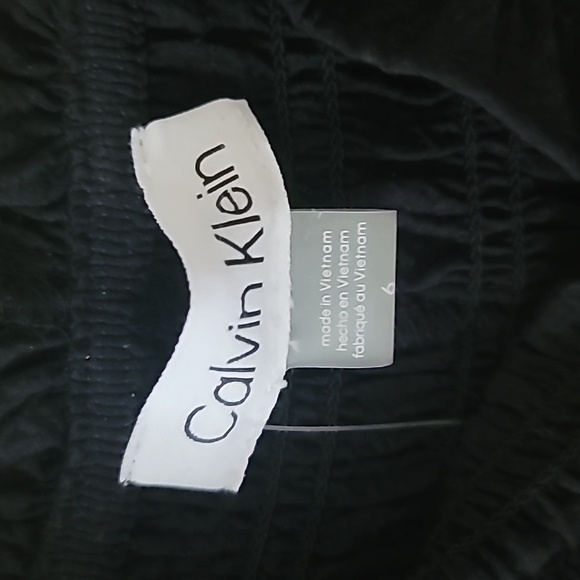 Calvin Klein
made in Vietnam
hecho en Vietnam
fabriqué au Vietnam
6